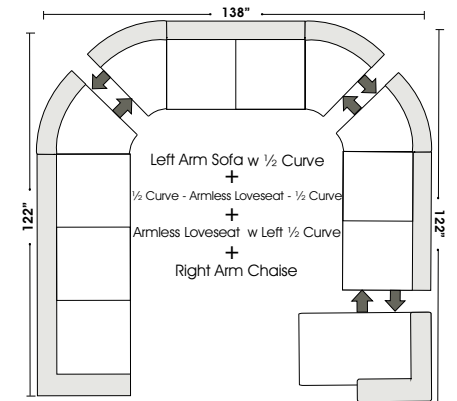 138"
Left Arm Sofa w ½ Curve
+
½ Curve - Armless Loveseat - ½ Curve
+
Armless Loveseat w Left ½ Curve
+
Right Arm Chaise
122"
122"